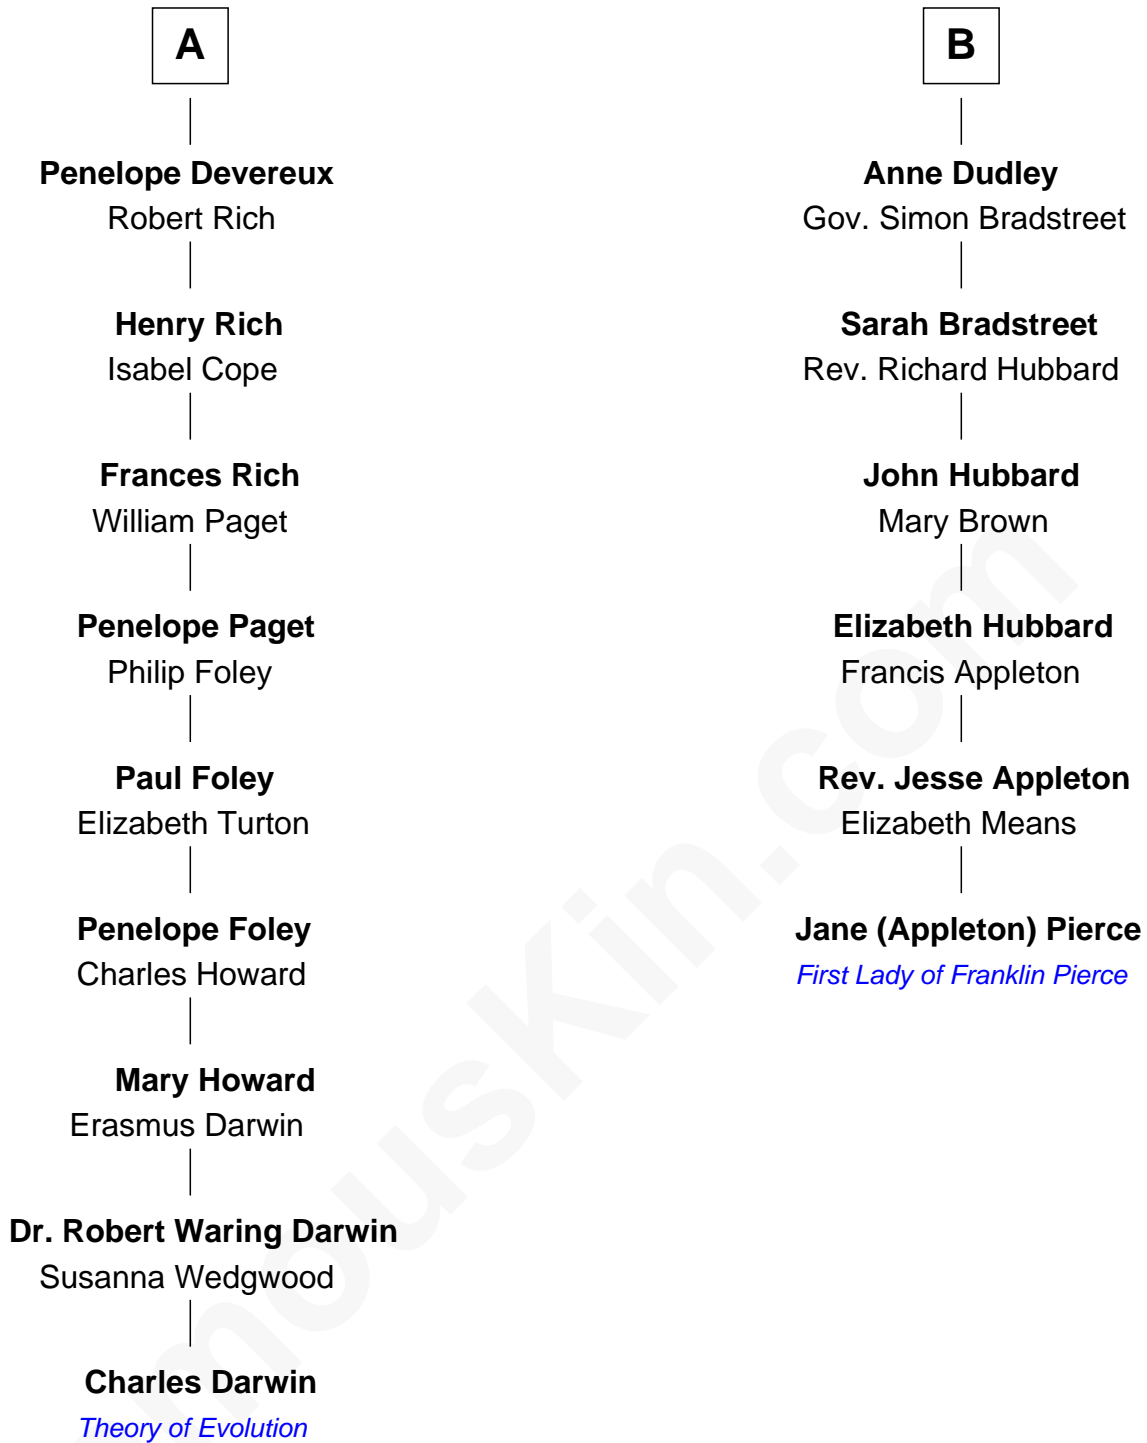 A
Penelope Devereux
Robert Rich
Henry Rich
Isabel Cope
Frances Rich
William Paget
Penelope Paget
Philip Foley
Paul Foley
Elizabeth Turton
Penelope Foley
Charles Howard
Mary Howard
Erasmus Darwin
Dr. Robert Waring Darwin
Susanna Wedgwood
Charles Darwin
Theory of Evolution
B
Anne Dudley
Gov. Simon Bradstreet
Sarah Bradstreet
Rev. Richard Hubbard
John Hubbard
Mary Brown
Elizabeth Hubbard
Francis Appleton
Rev. Jesse Appleton
Elizabeth Means
Jane (Appleton) Pierce
First Lady of Franklin Pierce
mouskin.com